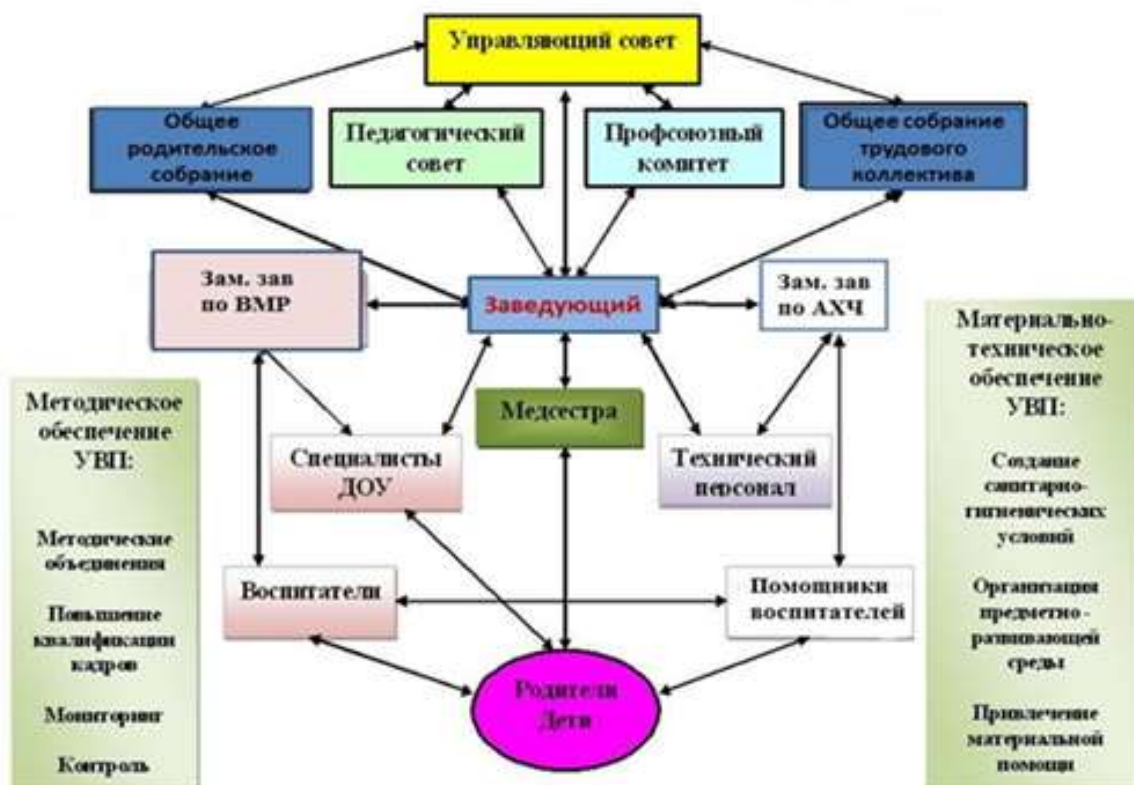 Управляющий совет
Общее
родительское
собрание
Педагогический
совет
Профсоюзный
комитет
Общее собрание
трудового
коллектива
Зам. зав
по ВМР
Заведующий
Зам. зав
по АХЧ
Методическое
обеспечение
УВП:
Методические
объединения
Повышение
квалификации
кадров
Мониторинг
Контроль
Специалисты
ДОУ
Медсестра
Технический
персонал
Воспитатели
Помощники
воспитателей
Родители
Дети
Материально-
техническое
обеспечение
УВП:
Создание
санитарно-
гигиенических
условий
Организация
предметно-
развивающей
среды
Привлечение
материальной
помощи